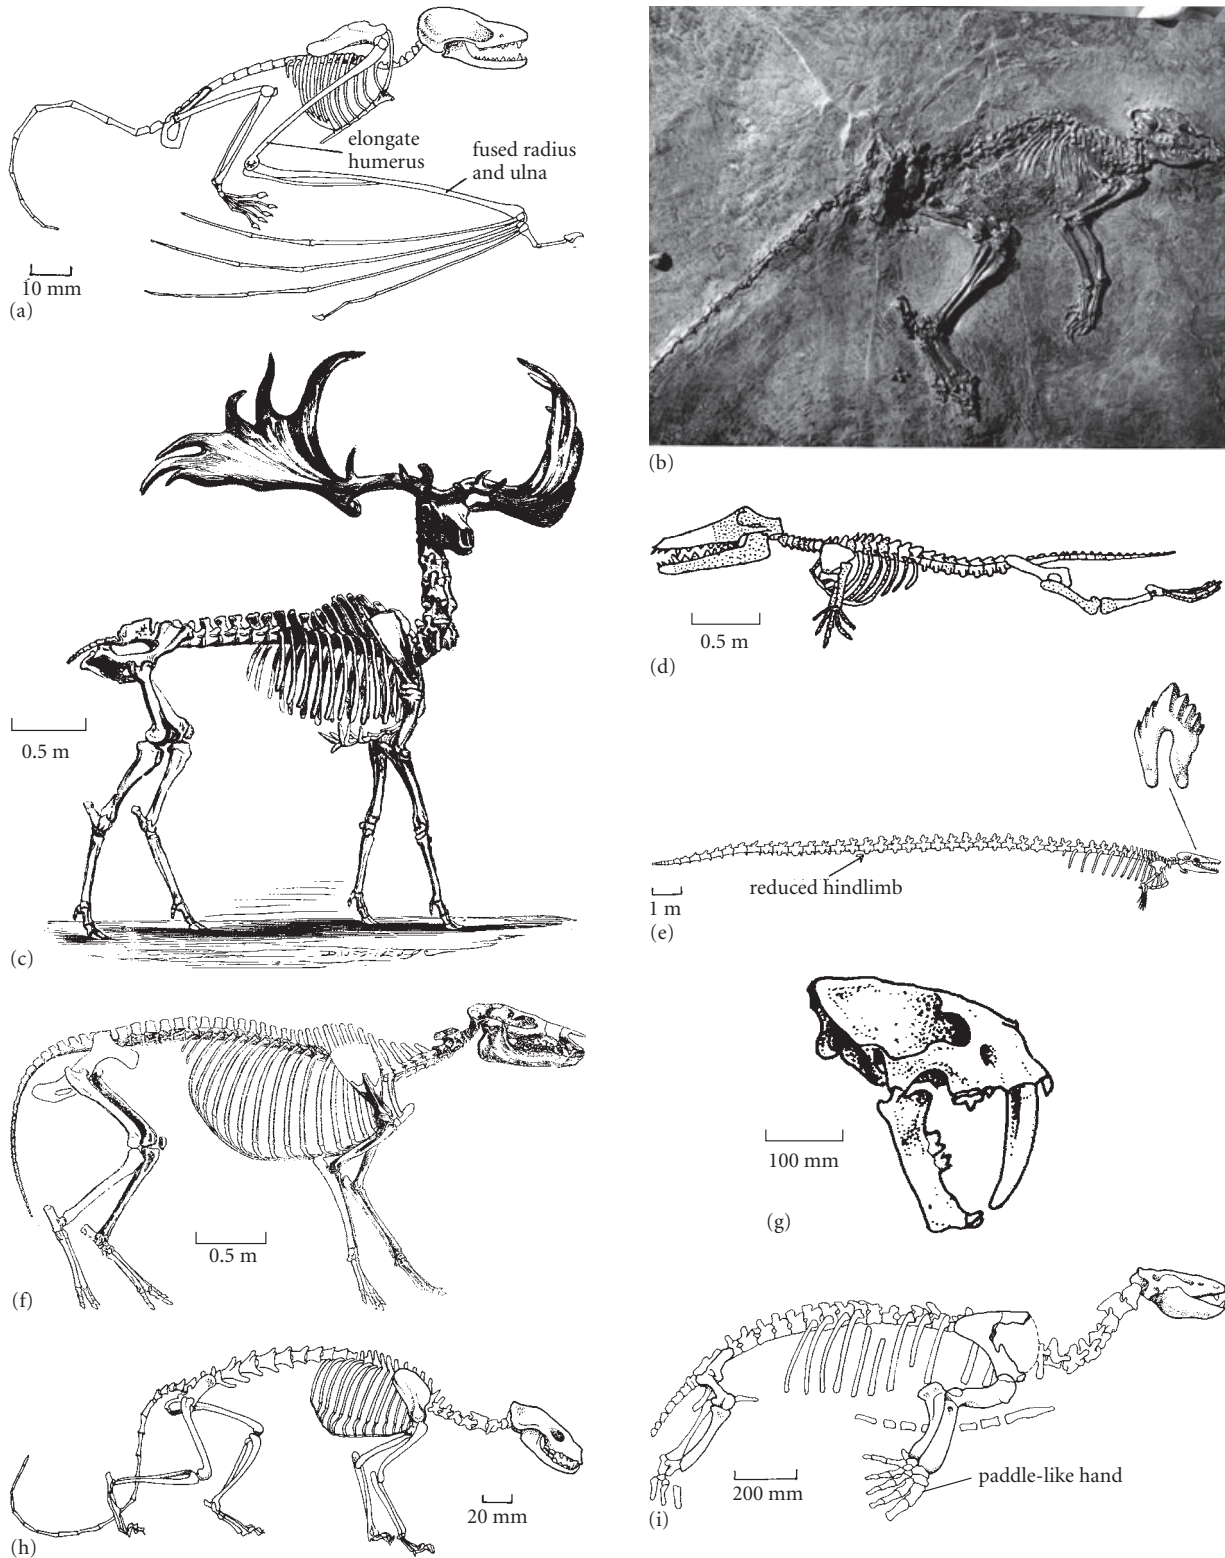 elongate
humerus
fused radius
and ulna
10 mm
(a)
(b)
0.5 m
(c)
0.5 m
(d)
reduced hindlimb
1 m
(e)
0.5 m
(f)
100 mm
(g)
20 mm
(h)
paddle-like hand
200 mm
(i)